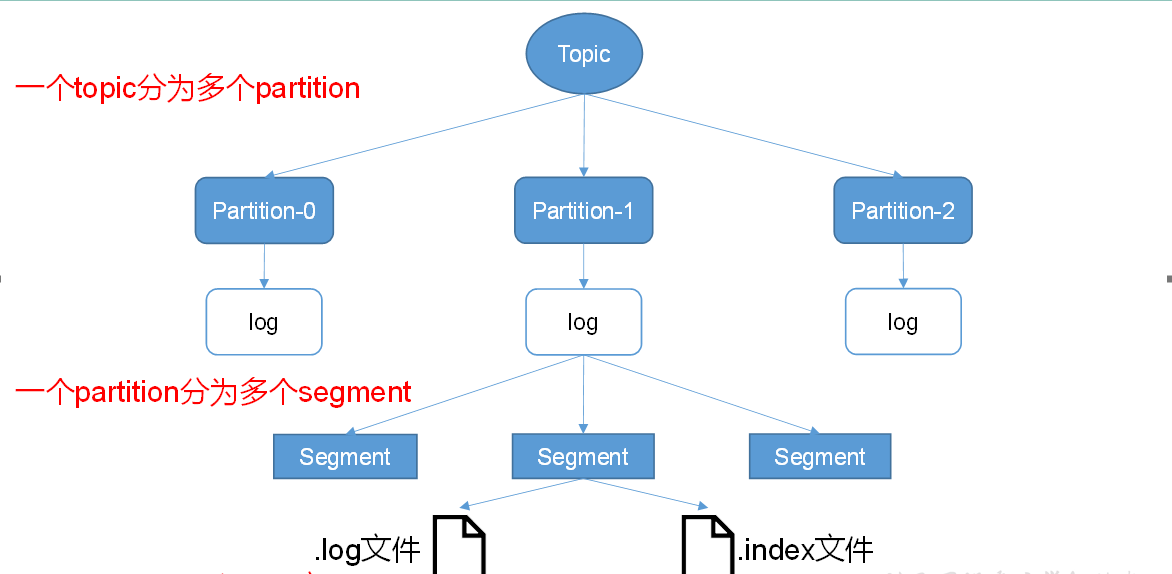 Topic
一个topic分为多个partition
Partition-0
Partition-1
Partition-2
log
log
log
一个partition分为多个segment
Segment
Segment
Segment
.log文件
.index文件